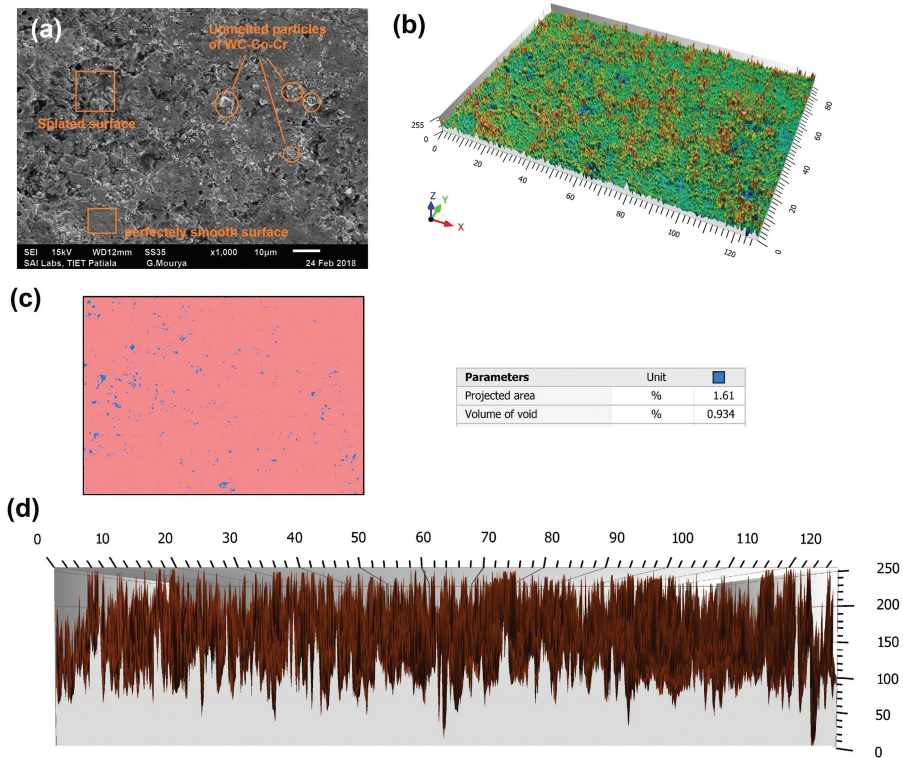 (a)
Unmelted particles
of WC-Co-Cr
Splated surface
perfectely smooth surface
SEI 15kV WD12mm SS35 x1,000 10μm
SAI Labs, TIET Patiala G.Mourya 24 Feb 2018
(b)
255
0
0
20
40
60
80
100
120
0
20
40
60
80
Z
Y
X
(c)
Parameters Unit
Projected area % 1.61
Volume of void % 0.934
(d)
0 10 20 30 40 50 60 70 80 90 100 110 120
250
200
150
100
50
0